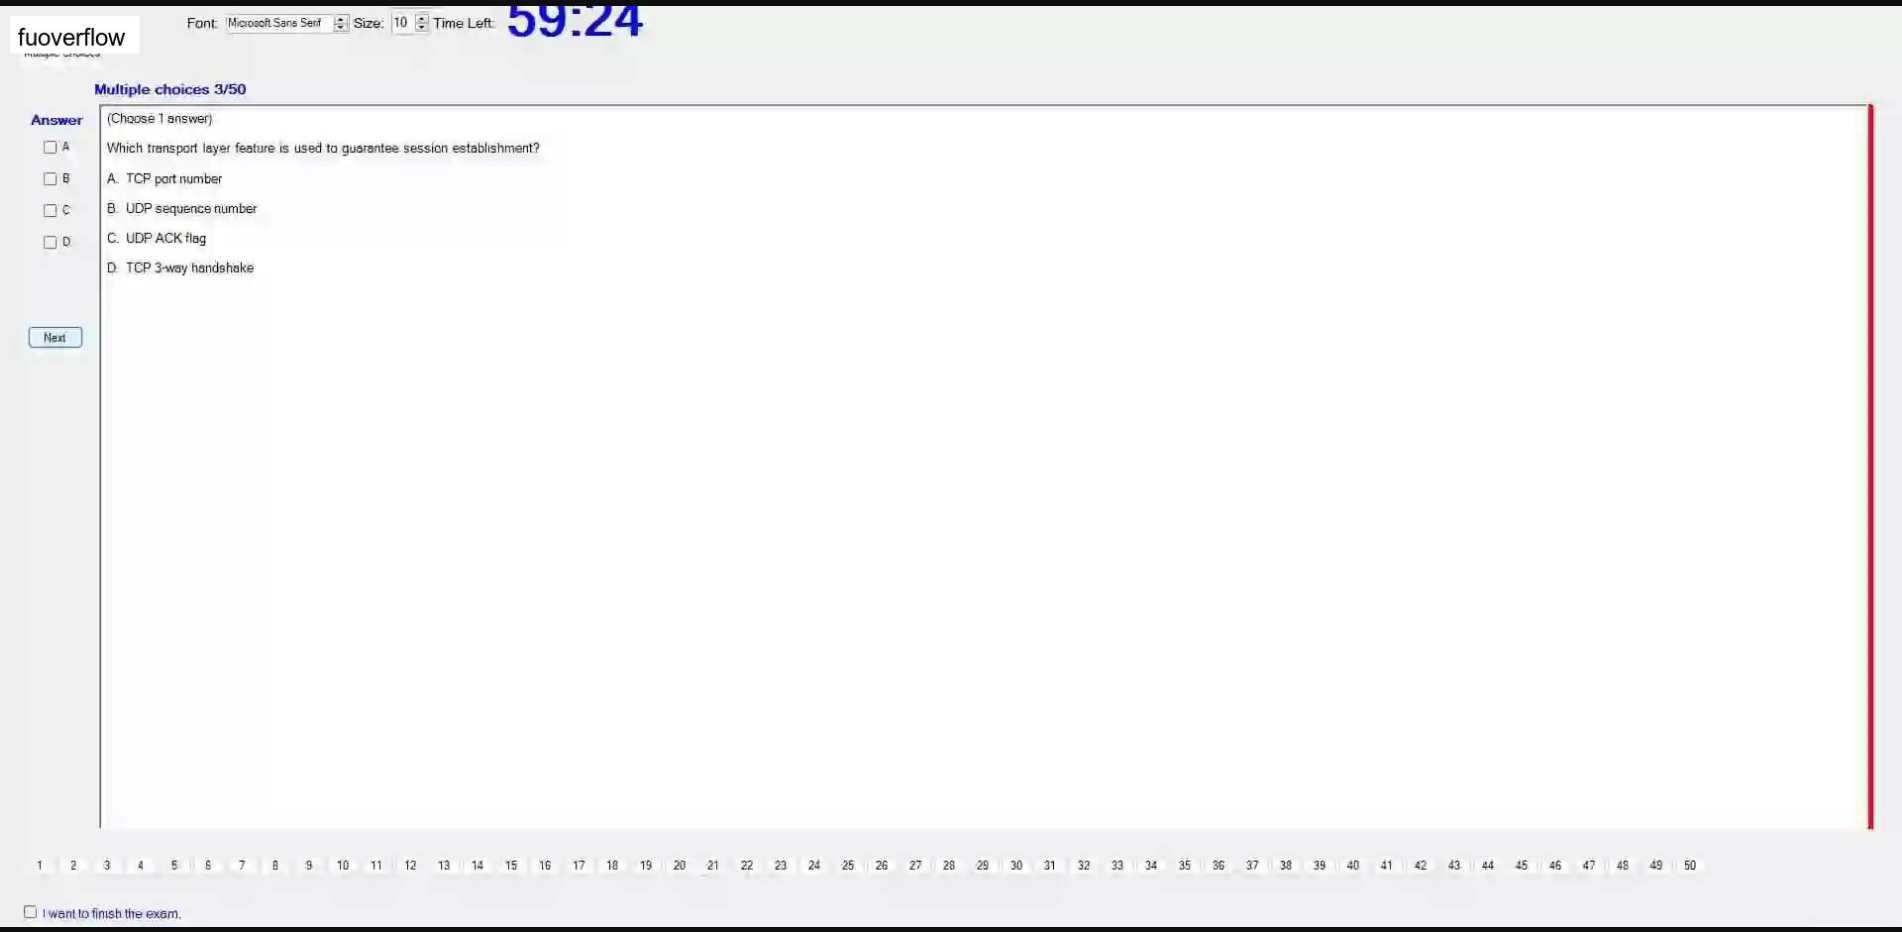 Font: Microsoft Sans Serif Size: 10 Time Left: 59:24
fuoverflow
Multiple choices
Multiple choices 3/50
Answer
(Choose 1 answer)
A
Which transport layer feature is used to guarantee session establishment?
B
A. TCP port number
C
B. UDP sequence number
D
C. UDP ACK flag
D. TCP 3-way handshake
Next
1 2 3 4 5 6 7 8 9 10 11 12 13 14 15 16 17 18 19 20 21 22 23 24 25 26 27 28 29 30 31 32 33 34 35 36 37 38 39 40 41 42 43 44 45 46 47 48 49 50
I want to finish the exam.